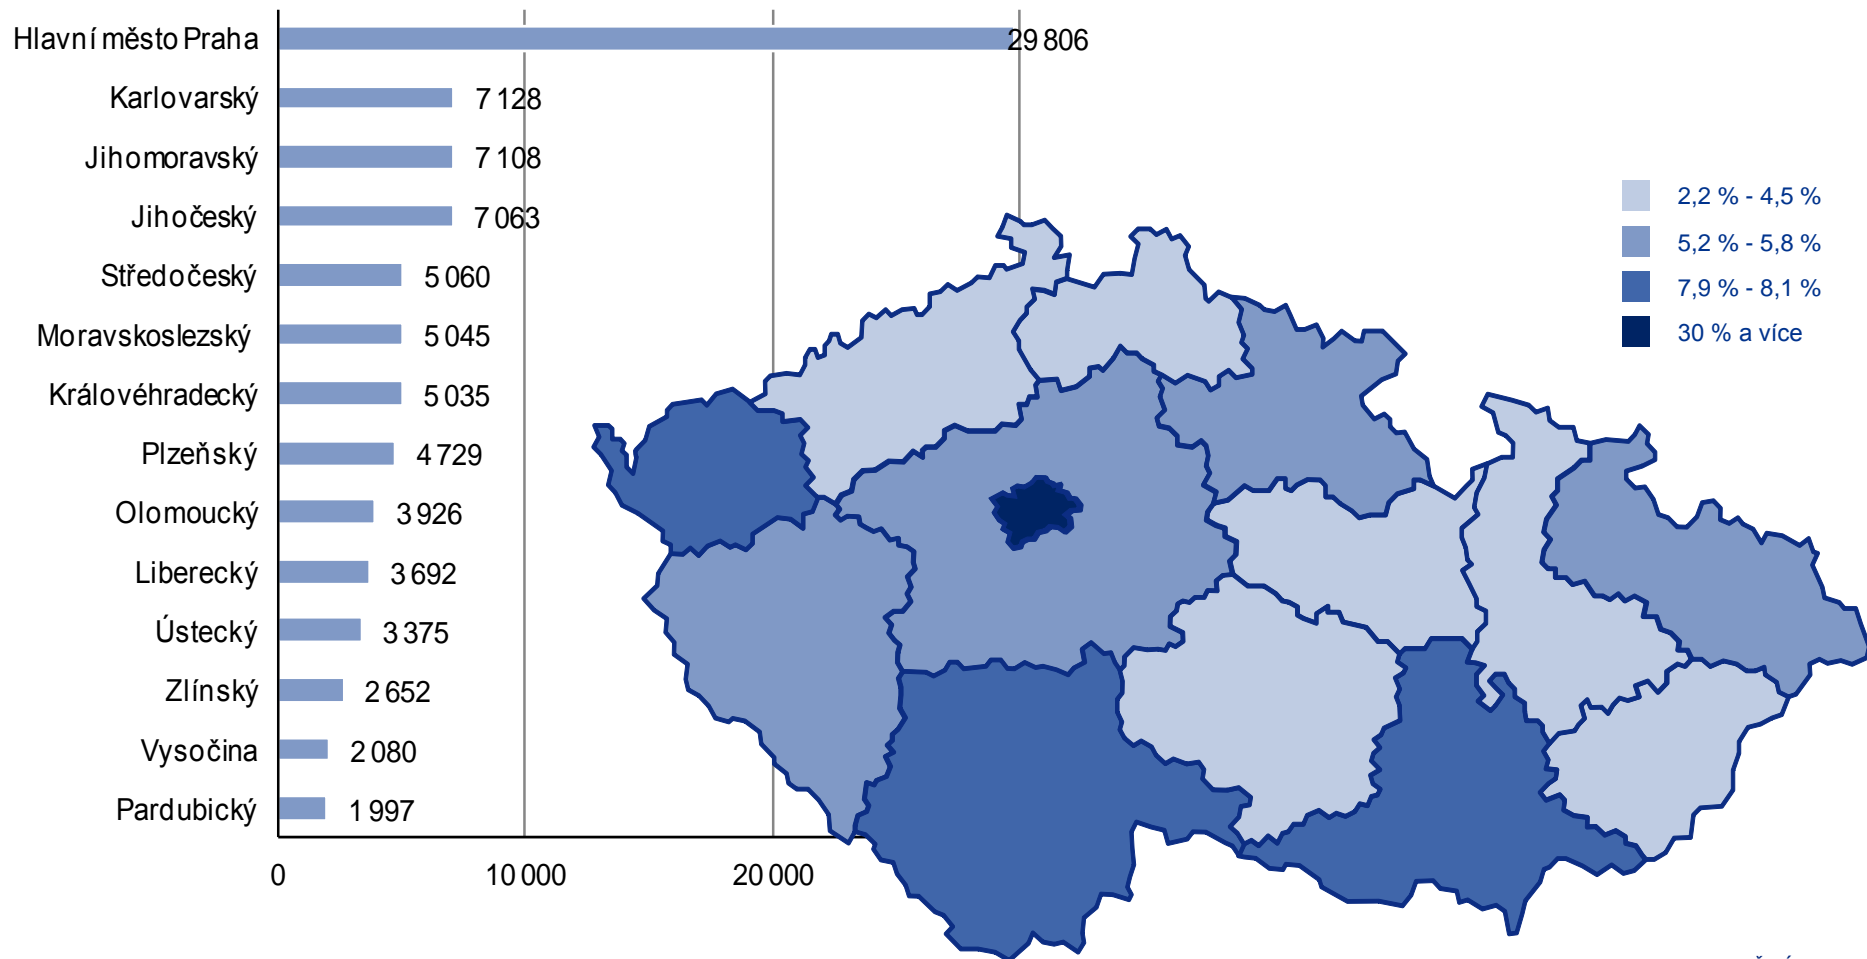 Hlavní město Praha 29 806
Karlovarský 7 128
Jihomoravský 7 108
Jihočeský 7 063
Středočeský 5 060
Moravskoslezský 5 045
Královéhradecký 5 035
Plzeňský 4 729
Olomoucký 3 926
Liberecký 3 692
Ústecký 3 375
Zlínský 2 652
Vysočina 2 080
Pardubický 1 997
0 10 000 20 000
2,2 % - 4,5 %
5,2 % - 5,8 %
7,9 % - 8,1 %
30 % a více